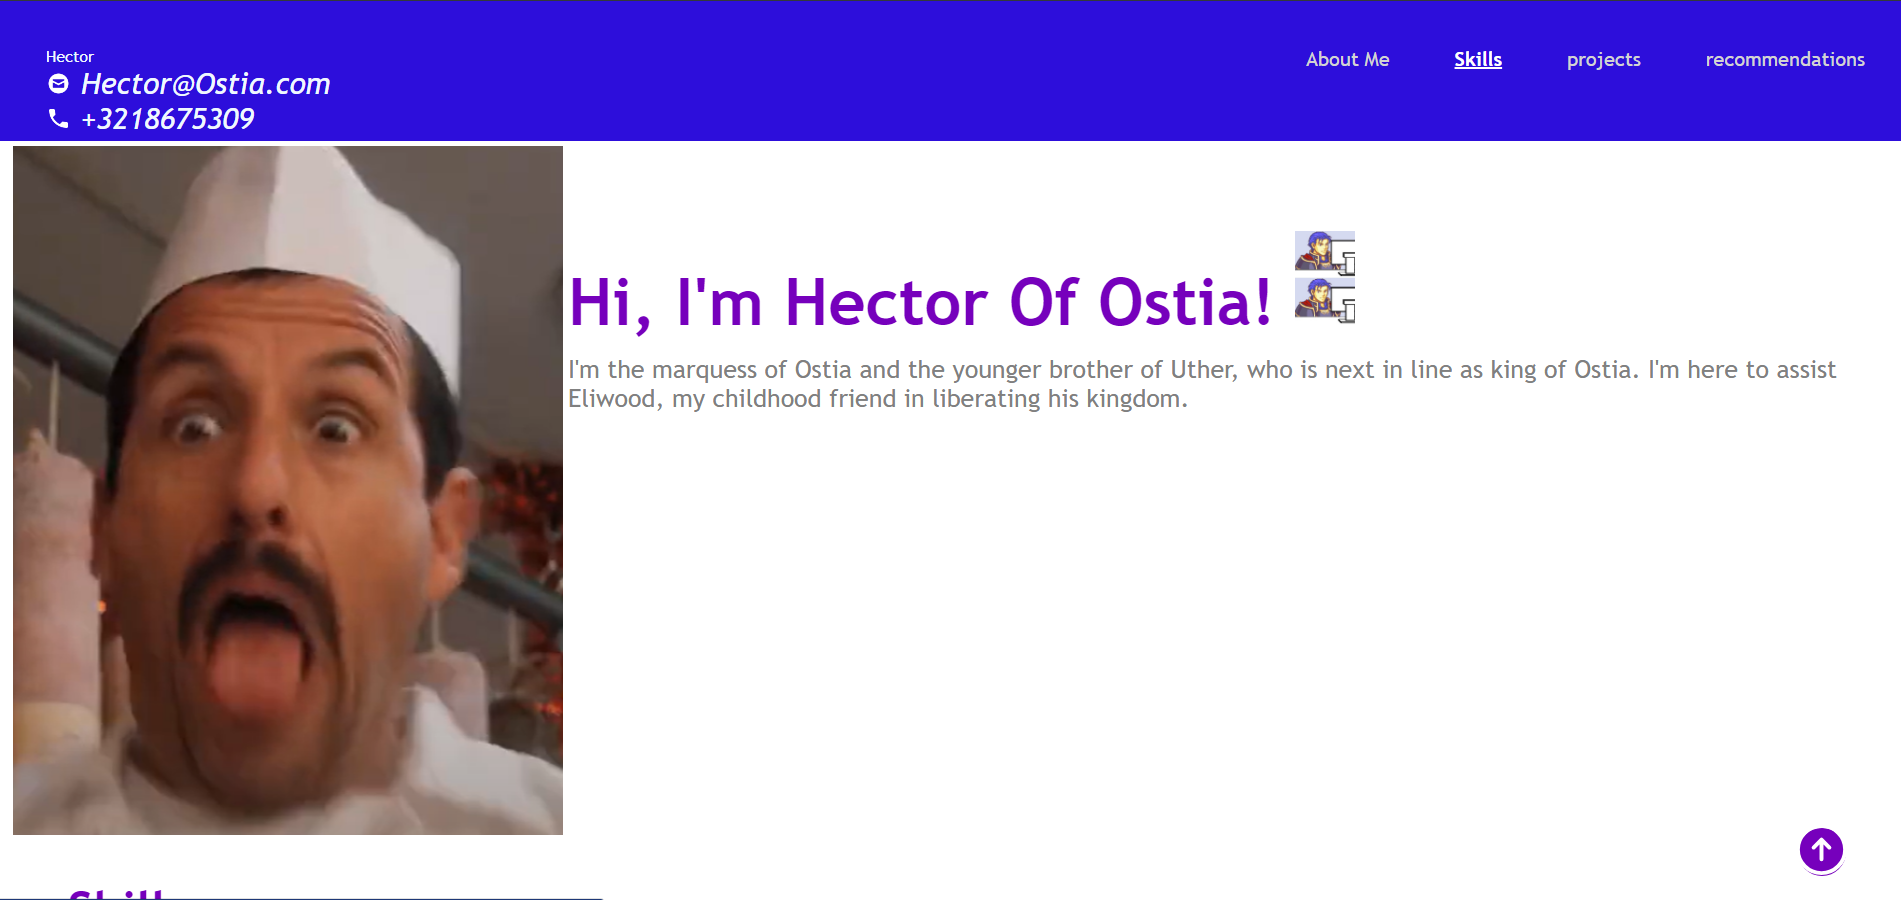 Hector
Hector@Ostia.com
+3218675309
About Me
Skills
projects
recommendations
Hi, I'm Hector Of Ostia!
I'm the marquess of Ostia and the younger brother of Uther, who is next in line as king of Ostia. I'm here to assist
Eliwood, my childhood friend in liberating his kingdom.